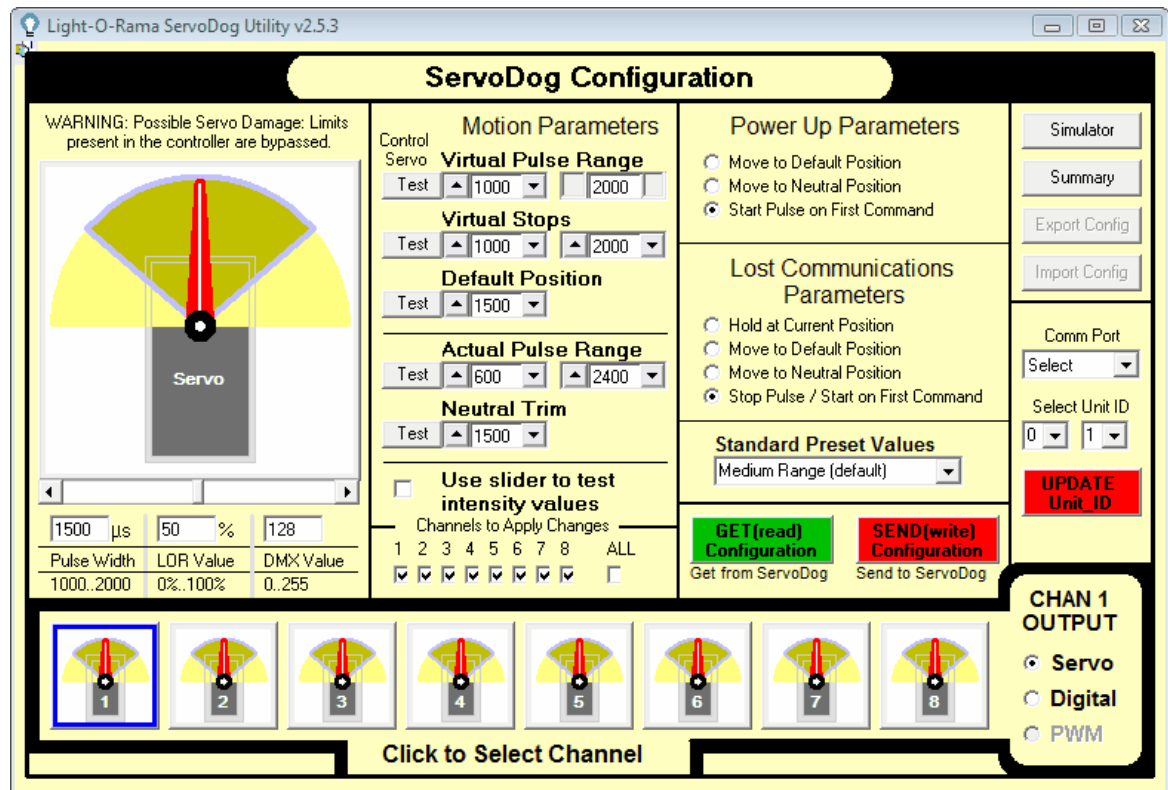 Light-O-Rama ServoDog Utility v2.5.3
ServoDog Configuration
WARNING: Possible Servo Damage: Limits
present in the controller are bypassed.
Servo
1500 µs 50 % 128
Pulse Width LOR Value DMX Value
1000..2000 0%..100% 0..255
Motion Parameters
Control
Servo
Virtual Pulse Range
Test 1000 2000
Virtual Stops
Test 1000 2000
Default Position
Test 1500
Actual Pulse Range
Test 600 2400
Neutral Trim
Test 1500
Use slider to test
intensity values
Channels to Apply Changes
1 2 3 4 5 6 7 8 ALL
Power Up Parameters
Move to Default Position
Move to Neutral Position
Start Pulse on First Command
Lost Communications
Parameters
Hold at Current Position
Move to Default Position
Move to Neutral Position
Stop Pulse / Start on First Command
Standard Preset Values
Medium Range (default)
GET(read)
Configuration
Get from ServoDog
SEND(write)
Configuration
Send to ServoDog
Simulator
Summary
Export Config
Import Config
Comm Port
Select
Select Unit ID
0 1
UPDATE
Unit_ID
CHAN 1
OUTPUT
Servo
Digital
PWM
1 2 3 4 5 6 7 8
Click to Select Channel